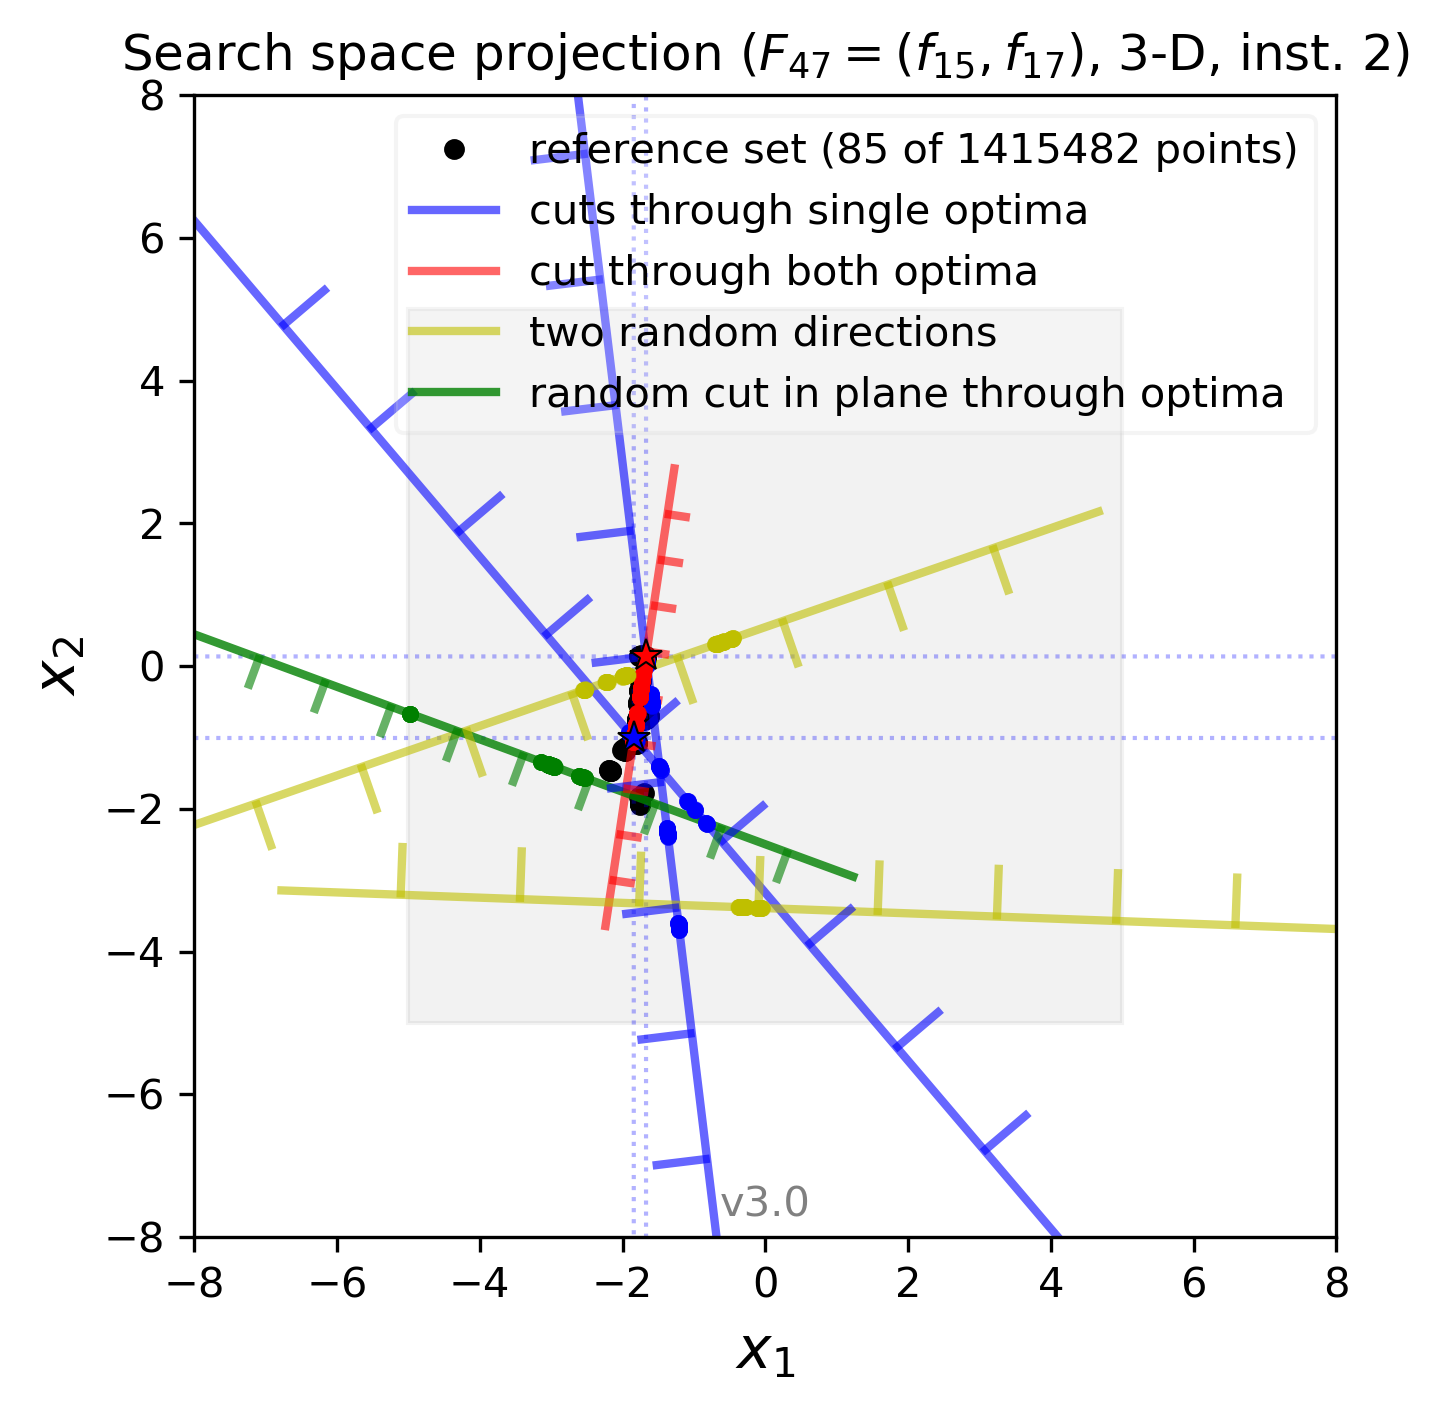 Search space projection (F₄₇ = (f₁₅, f₁₇), 3-D, inst. 2)
reference set (85 of 1415482 points)
cuts through single optima
cut through both optima
two random directions
random cut in plane through optima
8
6
4
2
0
−2
−4
−6
−8
x₂
v3.0
−8 −6 −4 −2 0 2 4 6 8
x₁